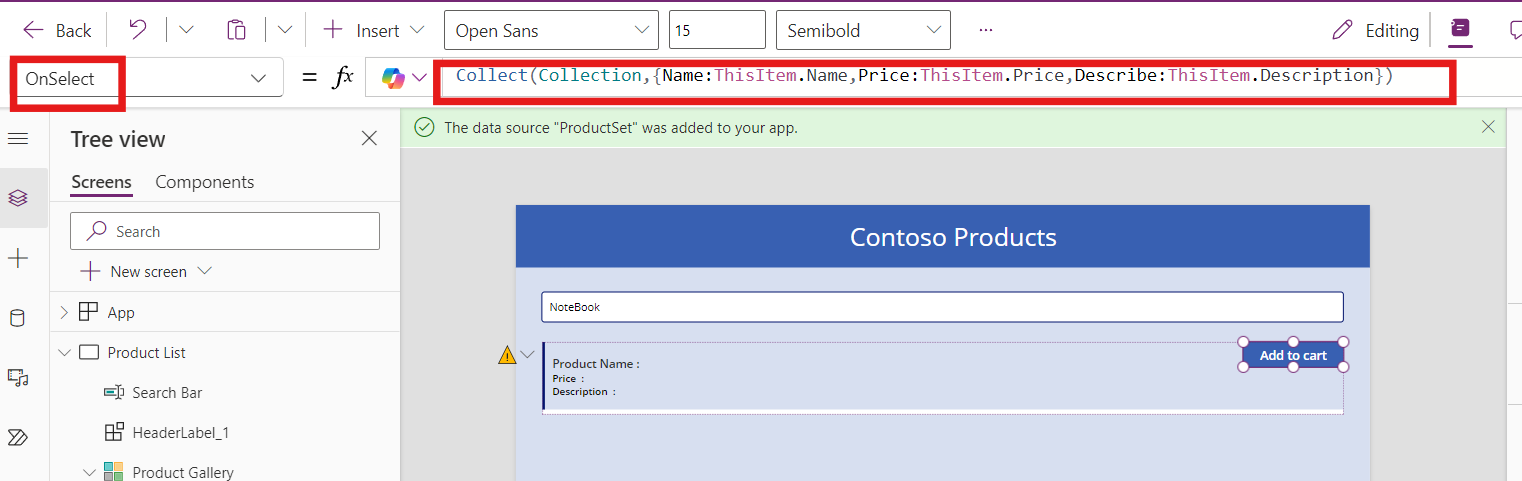 Back
Insert
Open Sans
15
Semibold
...
Editing
OnSelect
= fx
Collect(Collection,{Name:ThisItem.Name,Price:ThisItem.Price,Describe:ThisItem.Description})
Tree view
The data source "ProductSet" was added to your app.
Screens
Components
Search
New screen
App
Product List
Search Bar
HeaderLabel_1
Product Gallery
Contoso Products
NoteBook
Add to cart
Product Name :
Price :
Description :